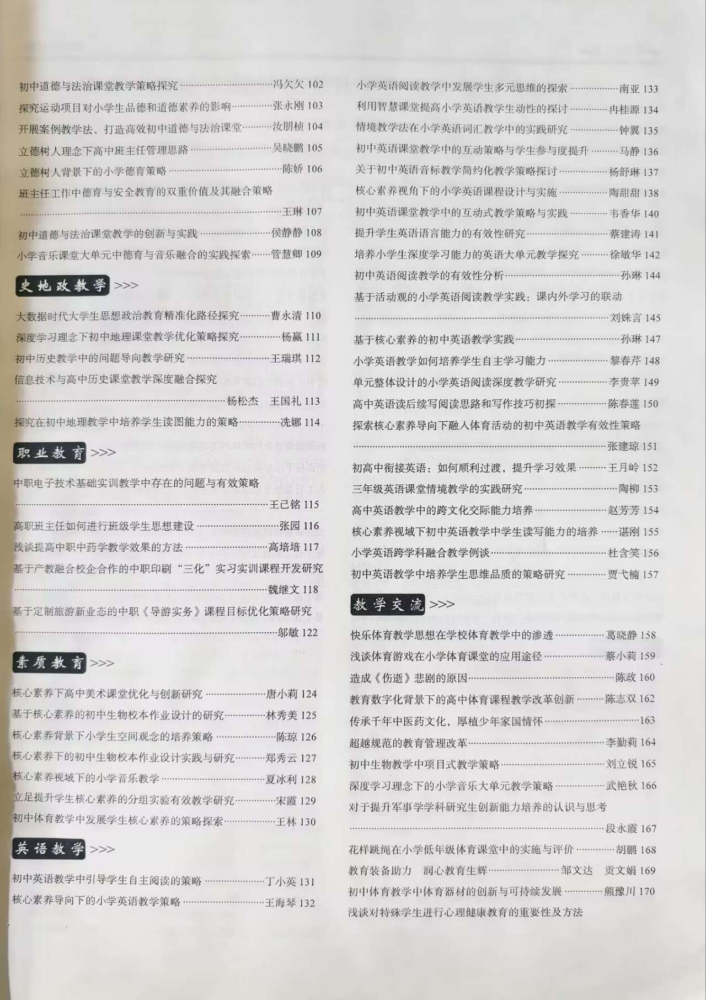 初中道德与法治课堂教学策略探究……………………冯欠欠 102
探究运动项目对小学生品德和道德素养的影响…………张永刚 103
开展案例教学法、打造高效初中道德与法治课堂………汝朋桢 104
立德树人理念下高中班主任管理思路……………………吴晓鹏 105
立德树人背景下的小学德育策略…………………………陈娇 106
班主任工作中德育与安全教育的双重价值及其融合策略
……………………………………………………………王琳 107
初中道德与法治课堂教学的创新与实践…………………侯静静 108
小学音乐课堂大单元中德育与音乐融合的实践探索……管慧卿 109
史地政教学 >>>
大数据时代大学生思想政治教育精准化路径探究………曹永清 110
深度学习理念下初中地理课堂教学优化策略探究…………杨赢 111
初中历史教学中的问题导向教学研究……………………王瑞琪 112
信息技术与高中历史课堂教学深度融合探究
………………………………………………杨松杰 王国礼 113
探究在初中地理教学中培养学生读图能力的策略…………冼娜 114
职业教育 >>>
中职电子技术基础实训教学中存在的问题与有效策略
……………………………………………………………王己铭 115
高职班主任如何进行班级学生思想建设…………………张园 116
浅谈提高中职中药学教学效果的方法……………………高培培 117
基于产教融合校企合作的中职印刷“三化”实习实训课程开发研究
……………………………………………………………魏继文 118
基于定制旅游新业态的中职《导游实务》课程目标优化策略研究
……………………………………………………………邬敏 122
素质教育 >>>
核心素养下高中美术课堂优化与创新研究………………唐小莉 124
基于核心素养的初中生物校本作业设计的研究…………林秀美 125
核心素养背景下小学生空间观念的培养策略………………陈琼 126
核心素养下的初中生物校本作业设计实践与研究………郑秀云 127
核心素养视域下的小学音乐教学…………………………夏冰利 128
立足提升学生核心素养的分组实验有效教学研究…………宋霞 129
初中体育教学中发展学生核心素养的策略探索……………王林 130
英语教学 >>>
初中英语教学中引导学生自主阅读的策略………………丁小英 131
核心素养导向下的小学英语教学策略……………………王海琴 132
小学英语阅读教学中发展学生多元思维的探索……………南亚 133
利用智慧课堂提高小学英语教学生动性的探讨…………冉桂源 134
情境教学法在小学英语词汇教学中的实践研究……………钟翼 135
初中英语课堂教学中的互动策略与学生参与度提升………马静 136
关于初中英语音标教学简约化教学策略探讨……………杨舒琳 137
核心素养视角下的小学英语课程设计与实施……………陶甜甜 138
初中英语课堂教学中的互动式教学策略与实践…………韦香华 140
提升学生英语语言能力的有效性研究……………………蔡建涛 141
培养小学生深度学习能力的英语大单元教学探究………徐敏华 142
初中英语阅读教学的有效性分析…………………………孙琳 144
基于活动观的小学英语阅读教学实践：课内外学习的联动
……………………………………………………………刘姝言 145
基于核心素养的初中英语教学实践………………………孙琳 147
小学英语教学如何培养学生自主学习能力………………黎春芹 148
单元整体设计的小学英语阅读深度教学研究……………李贵苹 149
高中英语读后续写阅读思路和写作技巧初探……………陈春莲 150
探索核心素养导向下融入体育活动的初中英语教学有效性策略
……………………………………………………………张建琼 151
初高中衔接英语：如何顺利过渡，提升学习效果………王月岭 152
三年级英语课堂情境教学的实践研究……………………陶柳 153
高中英语教学中的跨文化交际能力培养…………………赵芳芳 154
核心素养视域下初中英语教学中学生读写能力的培养……谌刚 155
小学英语跨学科融合教学例谈……………………………杜含笑 156
初中英语教学中培养学生思维品质的策略研究…………贾弋楠 157
教学交流 >>>
快乐体育教学思想在学校体育教学中的渗透……………葛晓静 158
浅谈体育游戏在小学体育课堂的应用途径………………蔡小莉 159
造成《伤逝》悲剧的原因…………………………………陈政 160
教育数字化背景下的高中体育课程教学改革创新………陈志双 162
传承千年中医药文化，厚植少年家国情怀………………………163
超越规范的教育管理改革…………………………………李勤莉 164
初中生物教学中项目式教学策略…………………………刘立锐 165
深度学习理念下的小学音乐大单元教学策略……………武艳秋 166
对于提升军事学学科研究生创新能力培养的认识与思考
……………………………………………………………段永霞 167
花样跳绳在小学低年级体育课堂中的实施与评价…………胡鹏 168
教育装备助力 润心教育生辉…………………邹文达 贡文娟 169
初中体育教学中体育器材的创新与可持续发展…………熊豫川 170
浅谈对特殊学生进行心理健康教育的重要性及方法